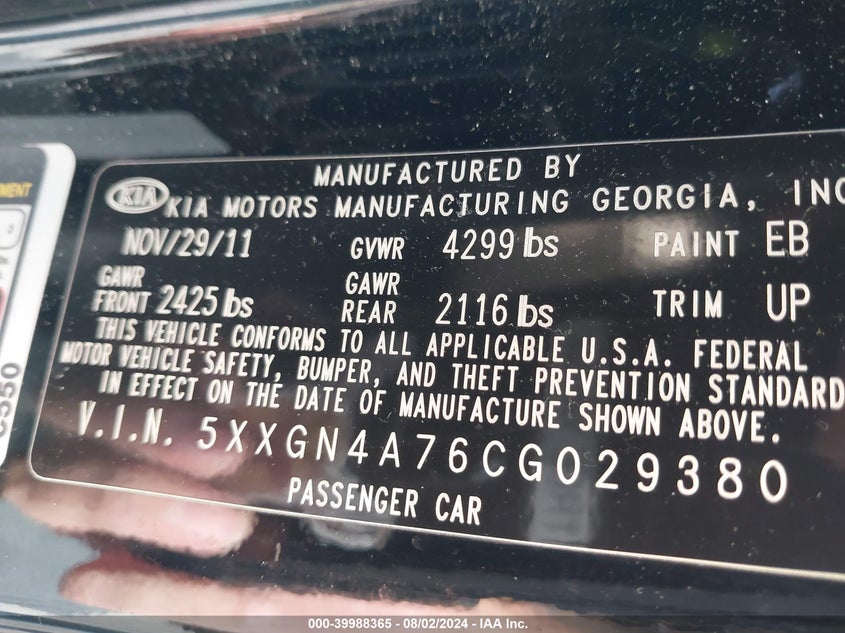 MANUFACTURED BY
KIA KIA MOTORS MANUFACTURING GEORGIA, INC
NOV/29/11 GVWR 4299 lbs PAINT EB
GAWR FRONT 2425 lbs GAWR REAR 2116 lbs TRIM UP
THIS VEHICLE CONFORMS TO ALL APPLICABLE U.S.A. FEDERAL
MOTOR VEHICLE SAFETY, BUMPER, AND THEFT PREVENTION STANDARD
IN EFFECT ON THE DATE OF MANUFACTURE SHOWN ABOVE.
V.I.N. 5XXGN4A76CG029380
PASSENGER CAR
000-39988365 - 08/02/2024 - IAA Inc.